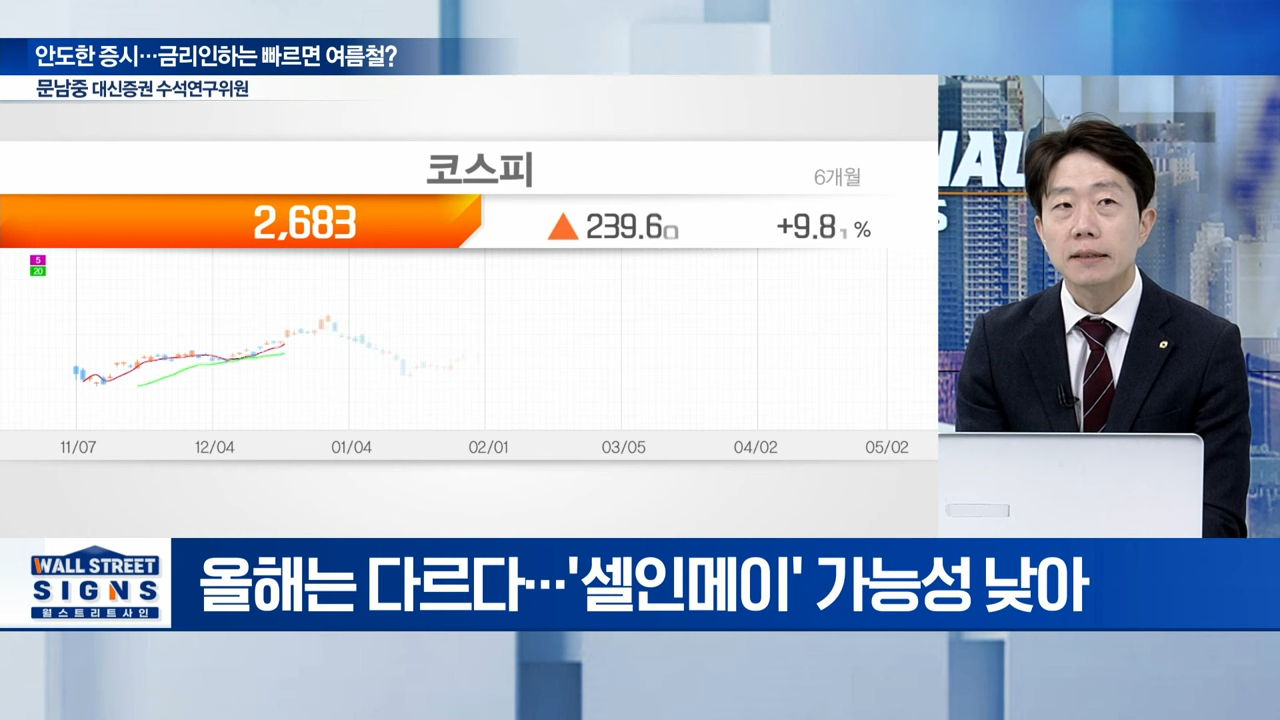 안도한 증시…금리인하는 빠르면 여름철?
문남중 대신증권 수석연구위원
코스피
6개월
2,683
▲ 239.60
+9.81 %
5
20
11/07 12/04 01/04 02/01 03/05 04/02 05/02
NAL
S
WALL STREET
SIGNS
월스트리트사인
올해는 다르다…'셀인메이' 가능성 낮아